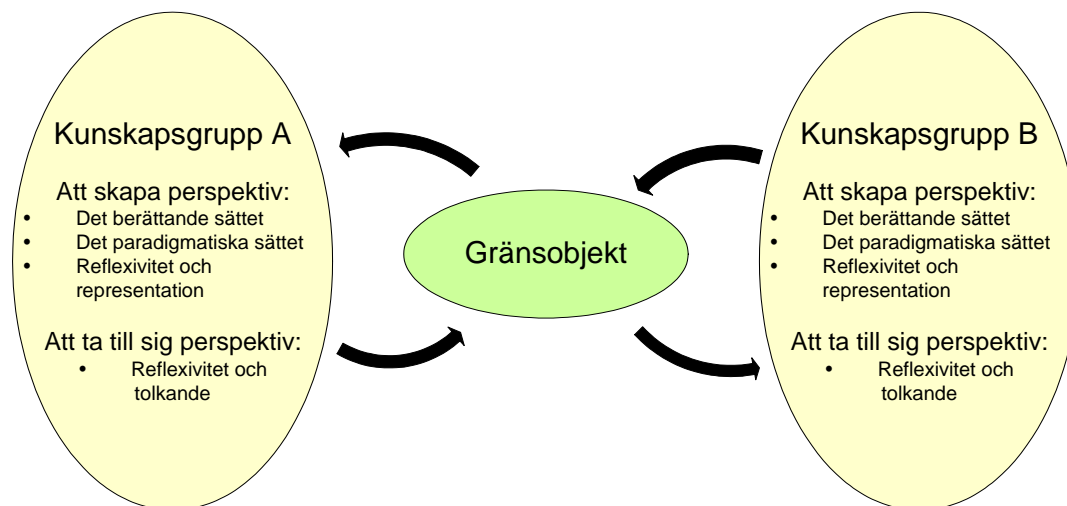 Kunskapsgrupp A
Att skapa perspektiv:
• Det berättande sättet
• Det paradigmatiska sättet
• Reflexivitet och
representation
Att ta till sig perspektiv:
• Reflexivitet och
tolkande
Gränsobjekt
Kunskapsgrupp B
Att skapa perspektiv:
• Det berättande sättet
• Det paradigmatiska sättet
• Reflexivitet och
representation
Att ta till sig perspektiv:
• Reflexivitet och
tolkande